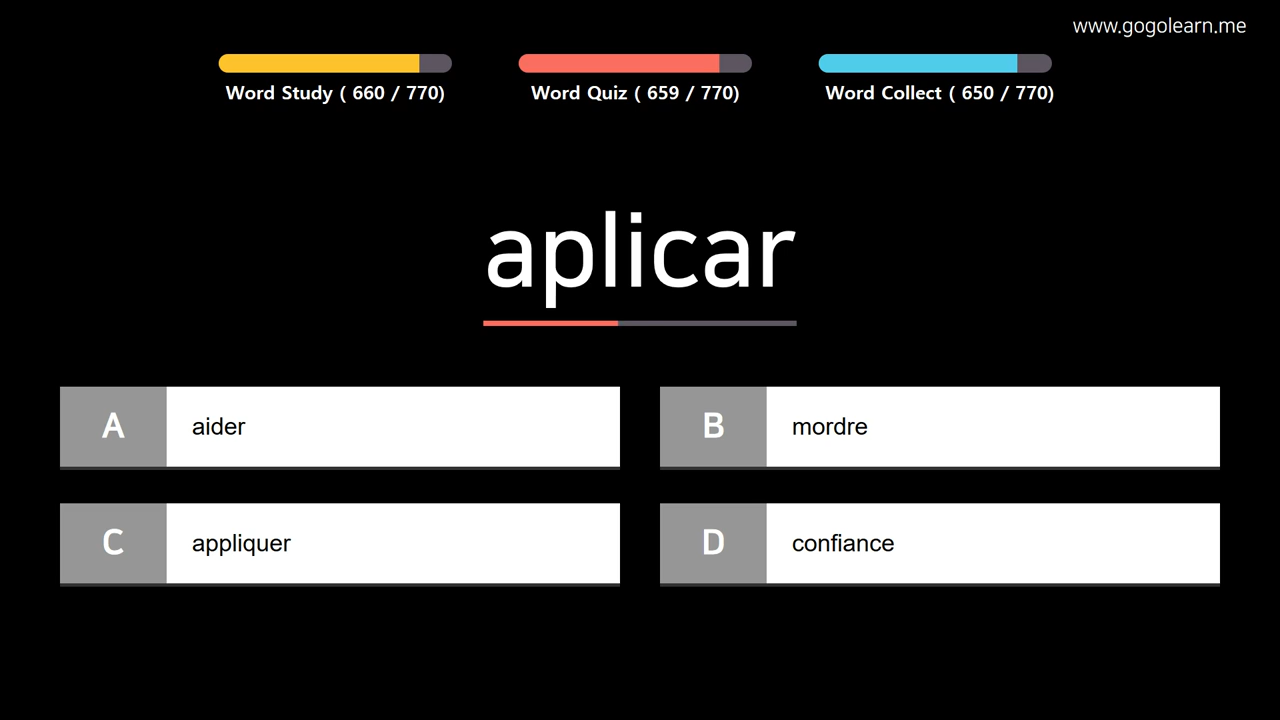 www.gogolearn.me
Word Study ( 660 / 770)
Word Quiz ( 659 / 770)
Word Collect ( 650 / 770)
aplicar
A aider
B mordre
C appliquer
D confiance